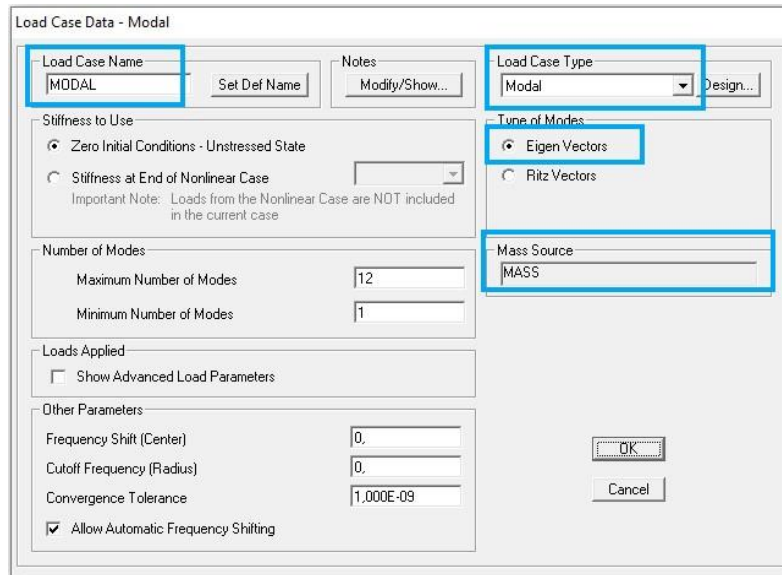 Load Case Data - Modal
Load Case Name
MODAL
Set Def Name
Notes
Modify/Show...
Load Case Type
Modal
Design...
Stiffness to Use
Zero Initial Conditions - Unstressed State
Stiffness at End of Nonlinear Case
Important Note: Loads from the Nonlinear Case are NOT included
in the current case
Type of Modes
Eigen Vectors
Ritz Vectors
Number of Modes
Maximum Number of Modes 12
Minimum Number of Modes 1
Mass Source
MASS
Loads Applied
Show Advanced Load Parameters
Other Parameters
Frequency Shift (Center) 0,
Cutoff Frequency (Radius) 0,
Convergence Tolerance 1,000E-09
Allow Automatic Frequency Shifting
OK
Cancel